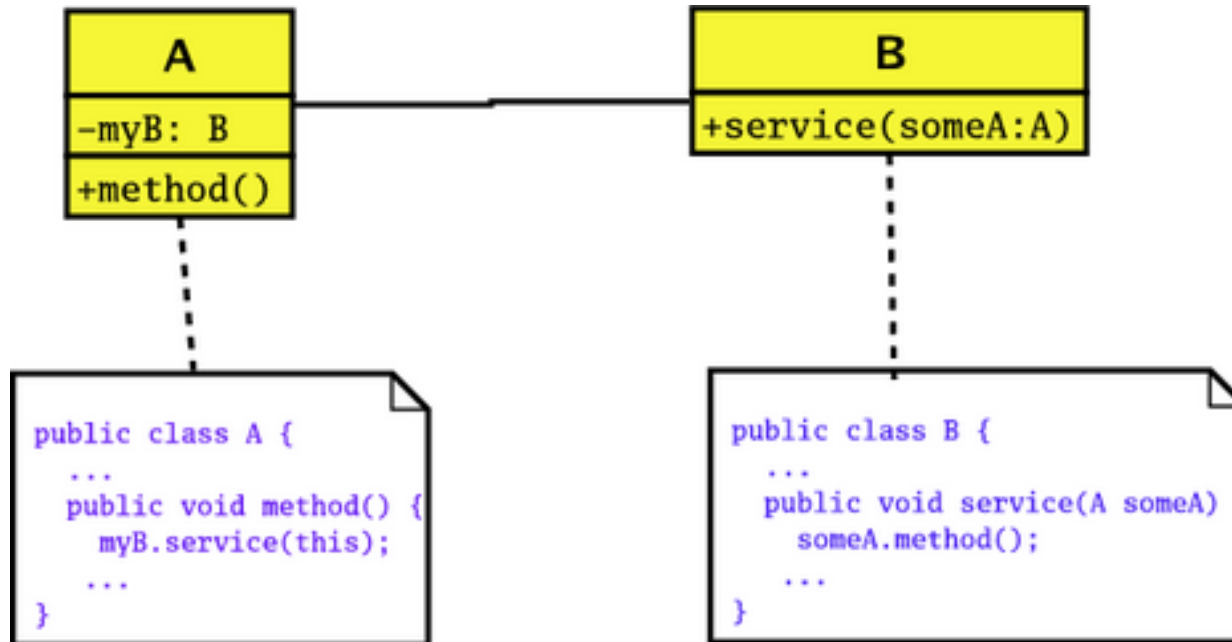 A
-myB: B
+method()
B
+service(someA:A)
public class A {
...
public void method() {
myB.service(this);
...
}
public class B {
...
public void service(A someA)
someA.method();
...
}